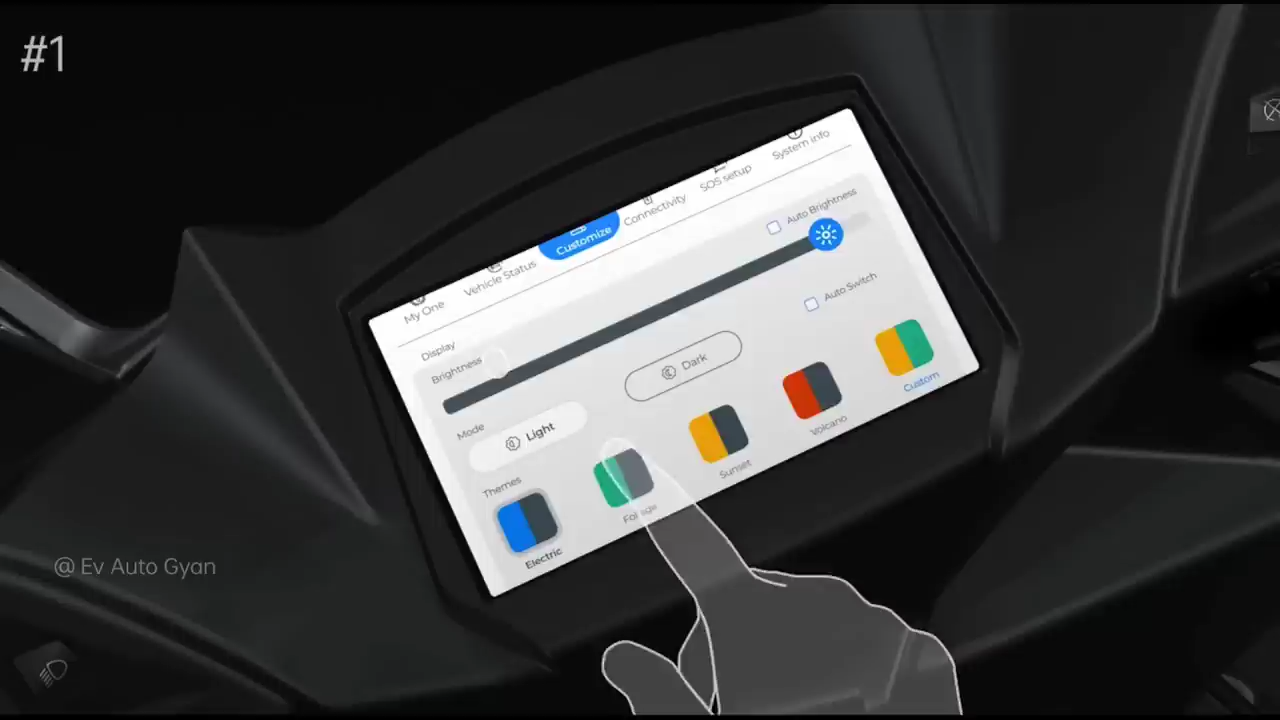 #1
System info
SOS setup
Connectivity
Customize
Vehicle Status
My One
Auto Brightness
Display
Brightness
Auto Switch
Dark
Mode
Light
Custom
Volcano
Sunset
Themes
Foliage
Electric
@ Ev Auto Gyan